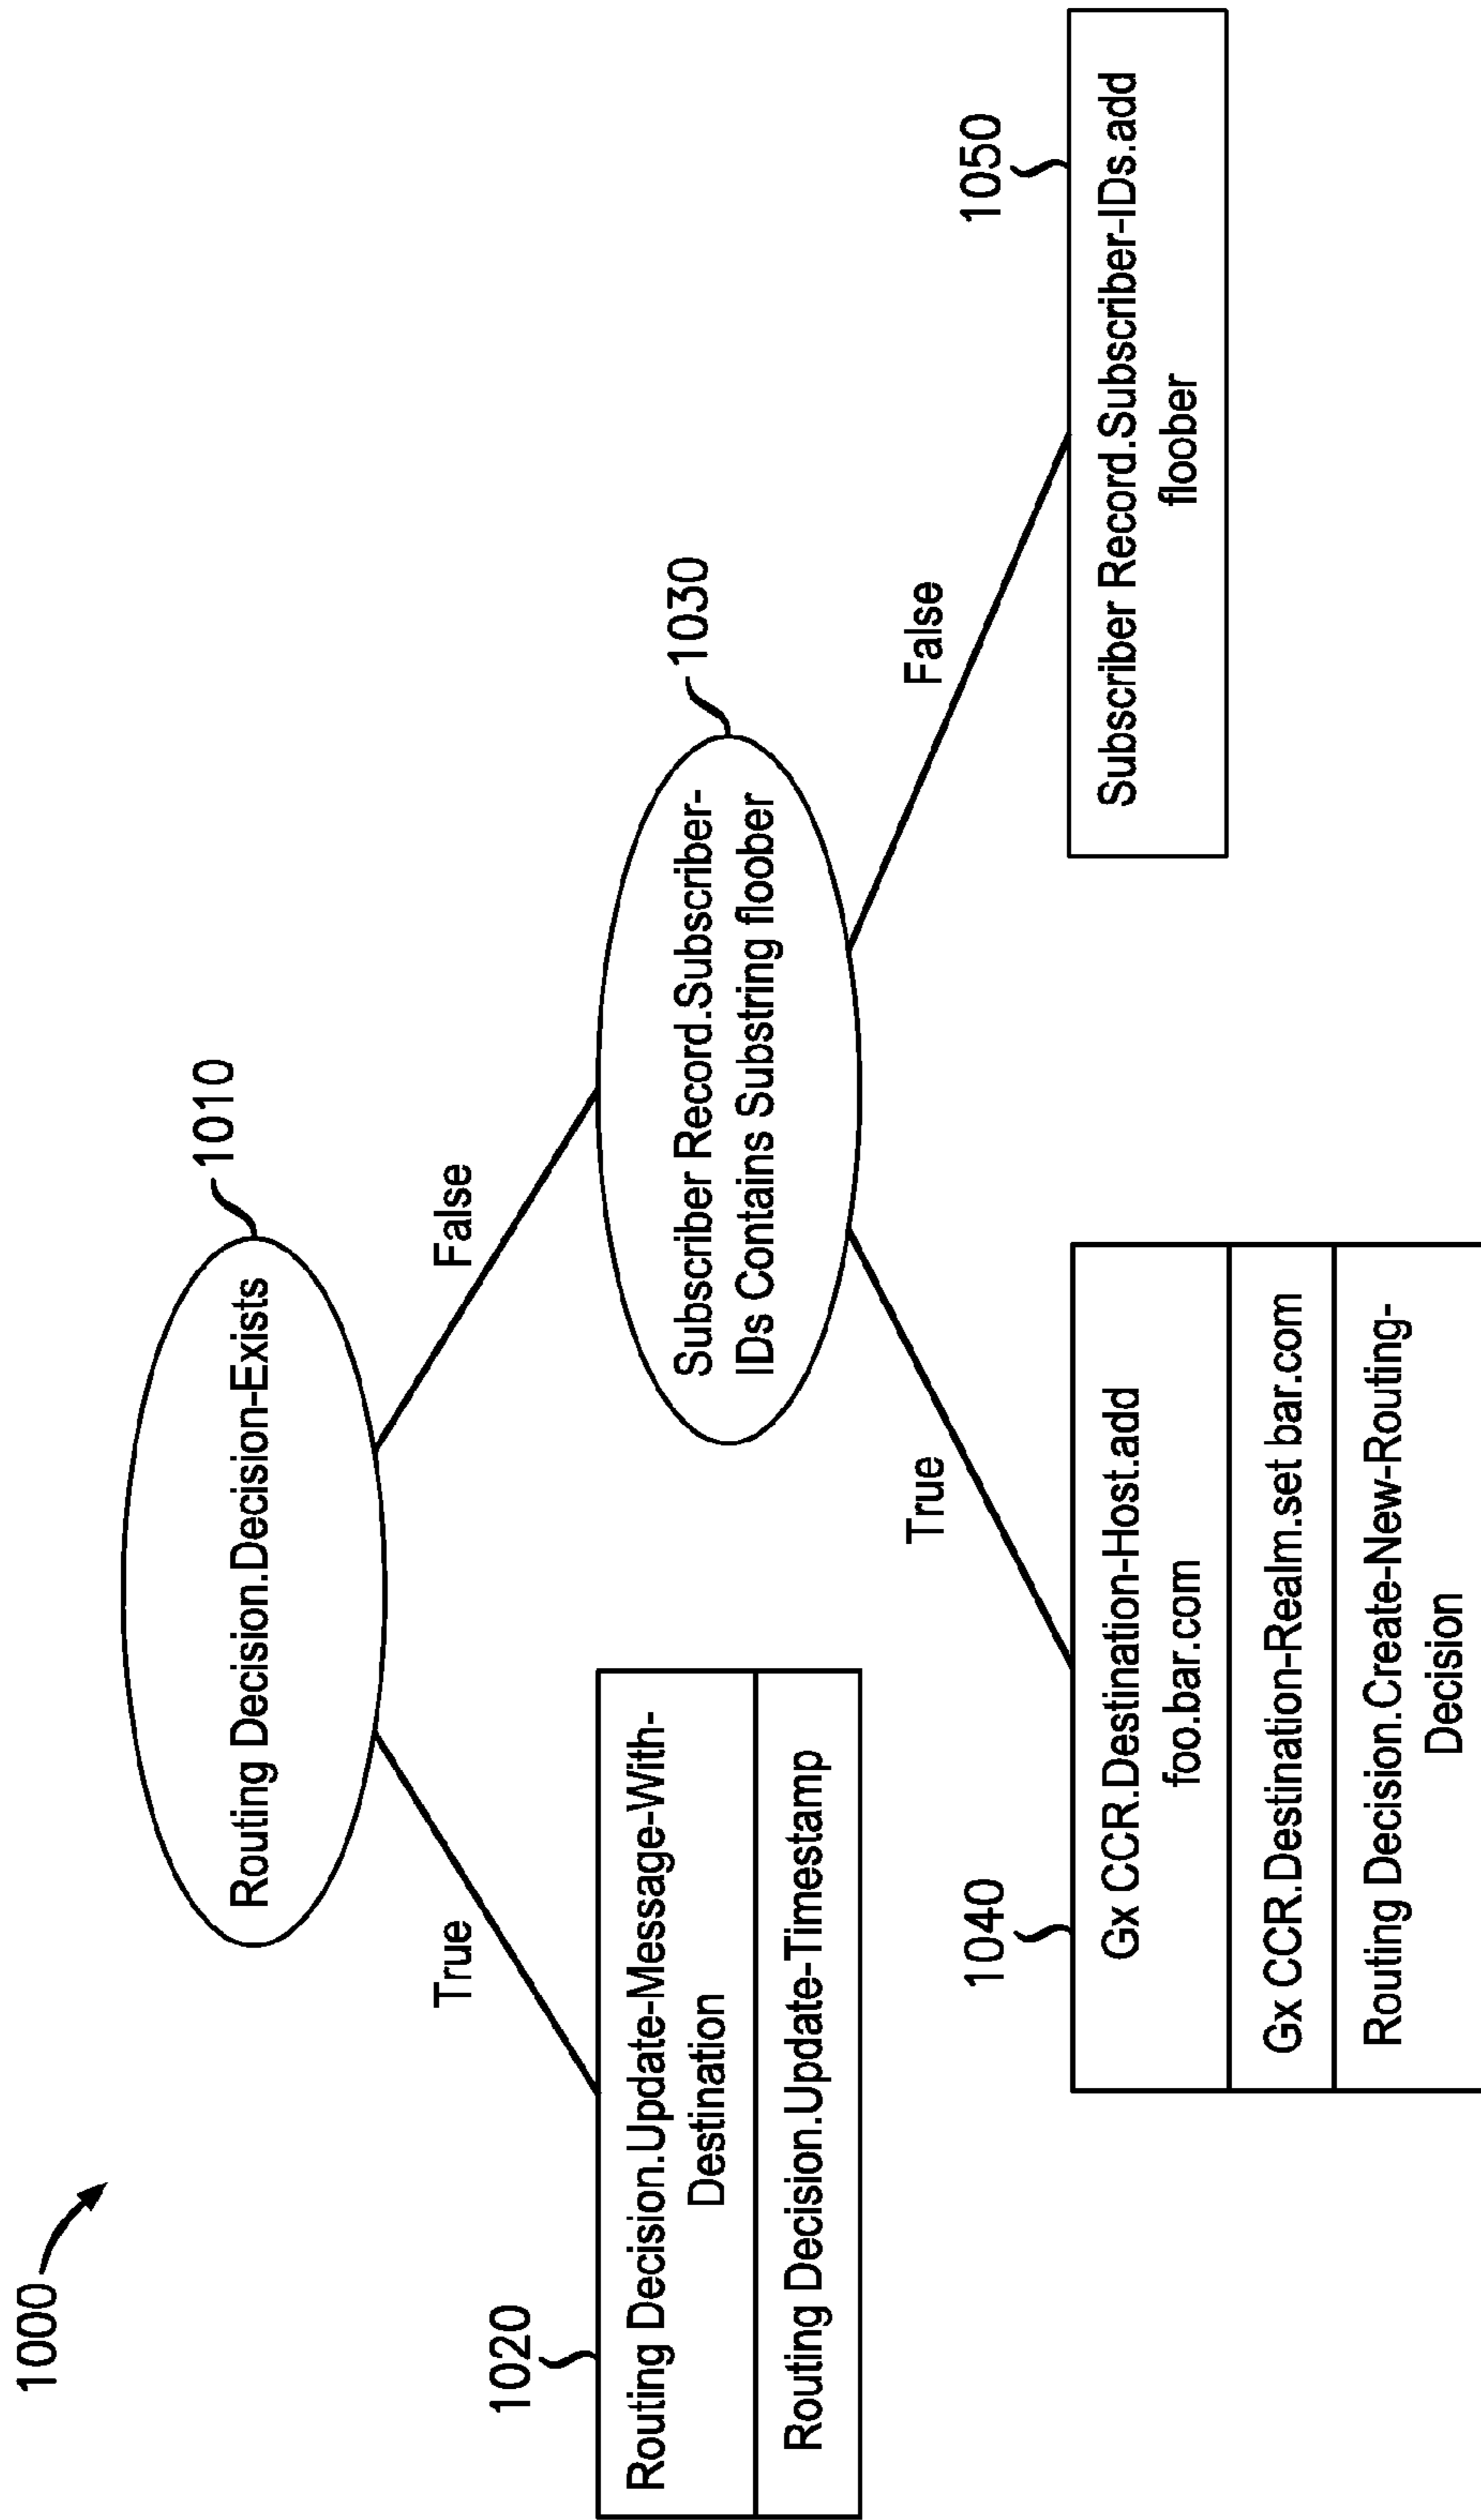 1000
1010
Routing Decision.Decision-Exists
True
False
1020
Routing Decision.Update-Message-With-
Destination
Routing Decision.Update-Timestamp
1030
Subscriber Record.Subscriber-
IDs Contains Substring floober
True
False
1040
Gx CCR.Destination-Host.add
foo.bar.com
Gx CCR.Destination-Realm.set bar.com
Routing Decision.Create-New-Routing-
Decision
1050
Subscriber Record.Subscriber-IDs.add
floober